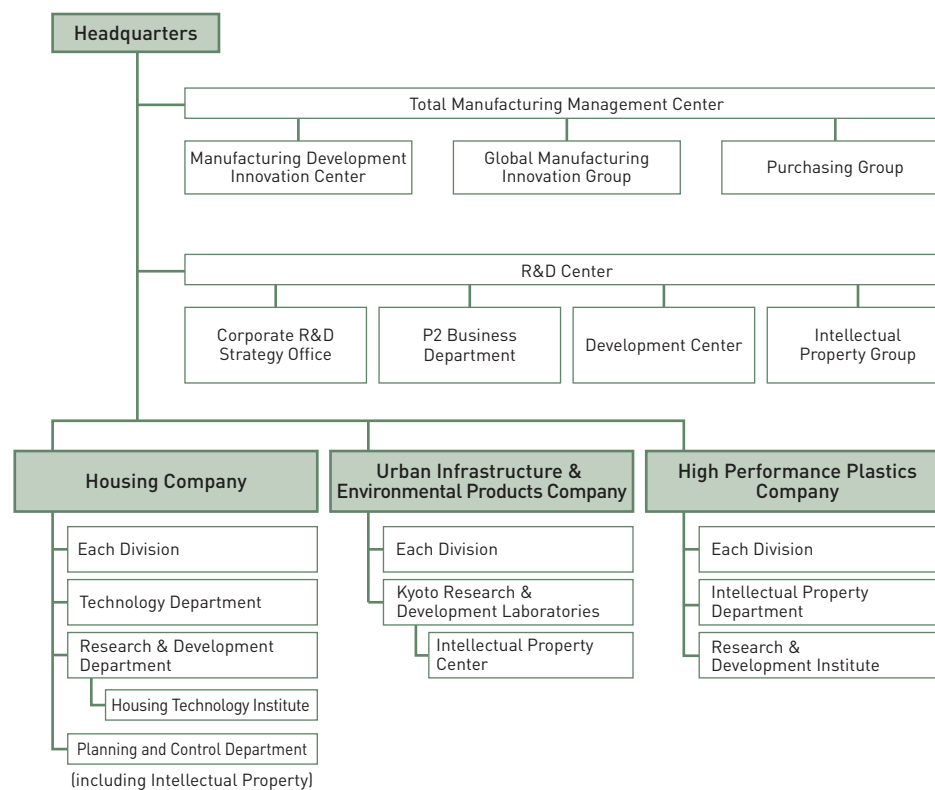 Headquarters
Total Manufacturing Management Center
Manufacturing Development
Innovation Center
Global Manufacturing
Innovation Group
Purchasing Group
R&D Center
Corporate R&D
Strategy Office
P2 Business
Department
Development Center
Intellectual
Property Group
Housing Company
Each Division
Technology Department
Research & Development
Department
Housing Technology Institute
Planning and Control Department
(including Intellectual Property)
Urban Infrastructure &
Environmental Products Company
Each Division
Kyoto Research &
Development Laboratories
Intellectual Property
Center
High Performance Plastics
Company
Each Division
Intellectual Property
Department
Research &
Development Institute